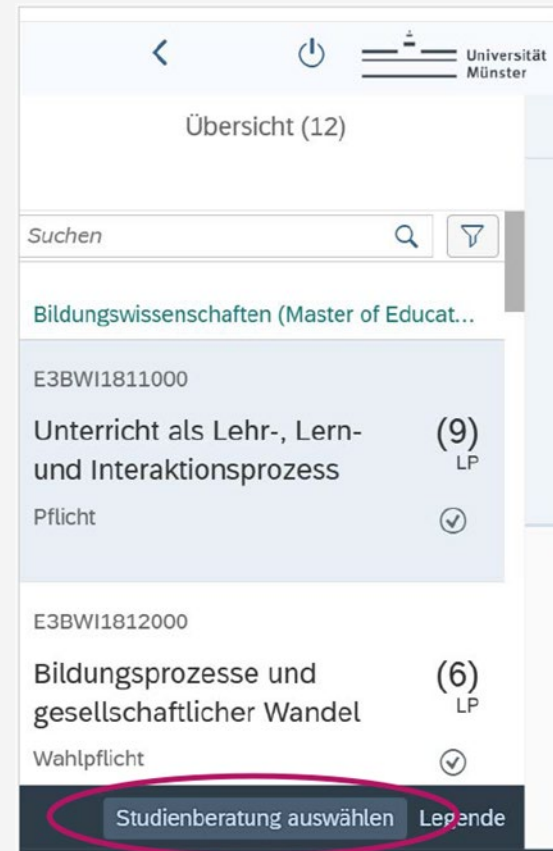 Universität
Münster
Übersicht (12)
Suchen
Bildungswissenschaften (Master of Educat...
E3BWI1811000
Unterricht als Lehr-, Lern- (9)
und Interaktionsprozess LP
Pflicht
E3BWI1812000
Bildungsprozesse und (6)
gesellschaftlicher Wandel LP
Wahlpflicht
Studienberatung auswählen Legende